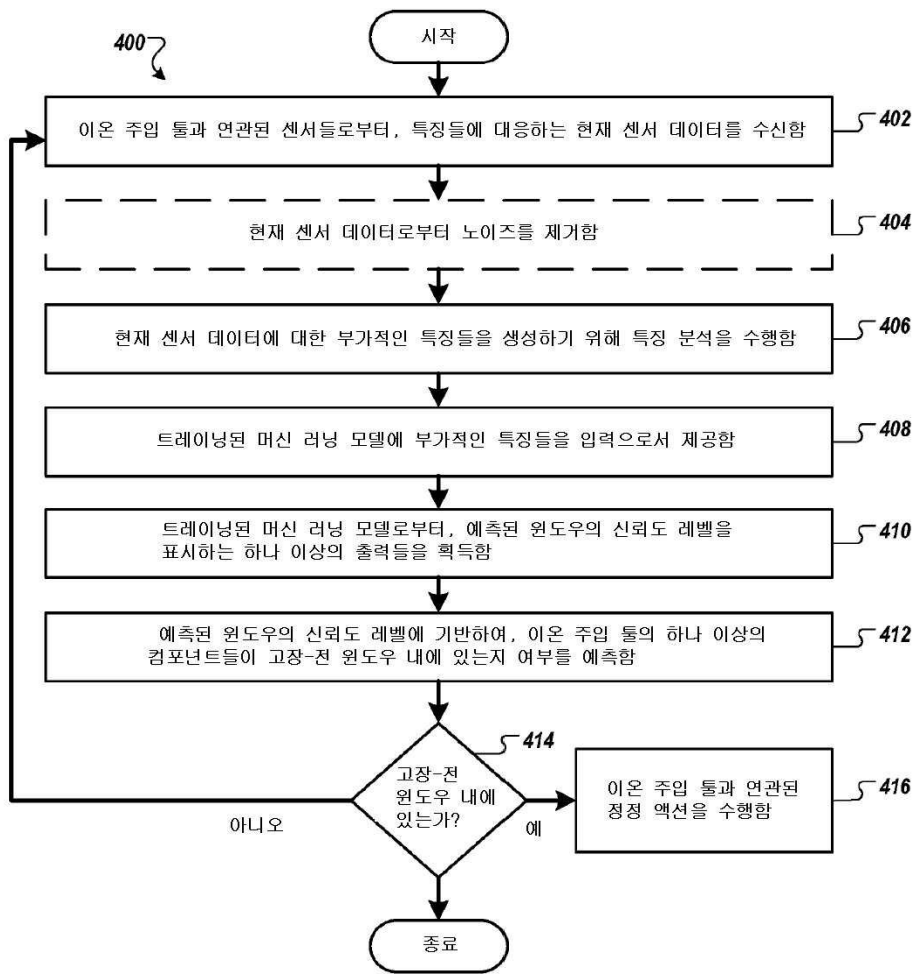 400
시작
이온 주입 툴과 연관된 센서들로부터, 특징들에 대응하는 현재 센서 데이터를 수신함
402
현재 센서 데이터로부터 노이즈를 제거함
404
현재 센서 데이터에 대한 부가적인 특징들을 생성하기 위해 특징 분석을 수행함
406
트레이닝된 머신 러닝 모델에 부가적인 특징들을 입력으로서 제공함
408
트레이닝된 머신 러닝 모델로부터, 예측된 윈도우의 신뢰도 레벨을
표시하는 하나 이상의 출력들을 획득함
410
예측된 윈도우의 신뢰도 레벨에 기반하여, 이온 주입 툴의 하나 이상의
컴포넌트들이 고장-전 윈도우 내에 있는지 여부를 예측함
412
414
고장-전
윈도우 내에
있는가?
아니오
예
이온 주입 툴과 연관된
정정 액션을 수행함
416
종료